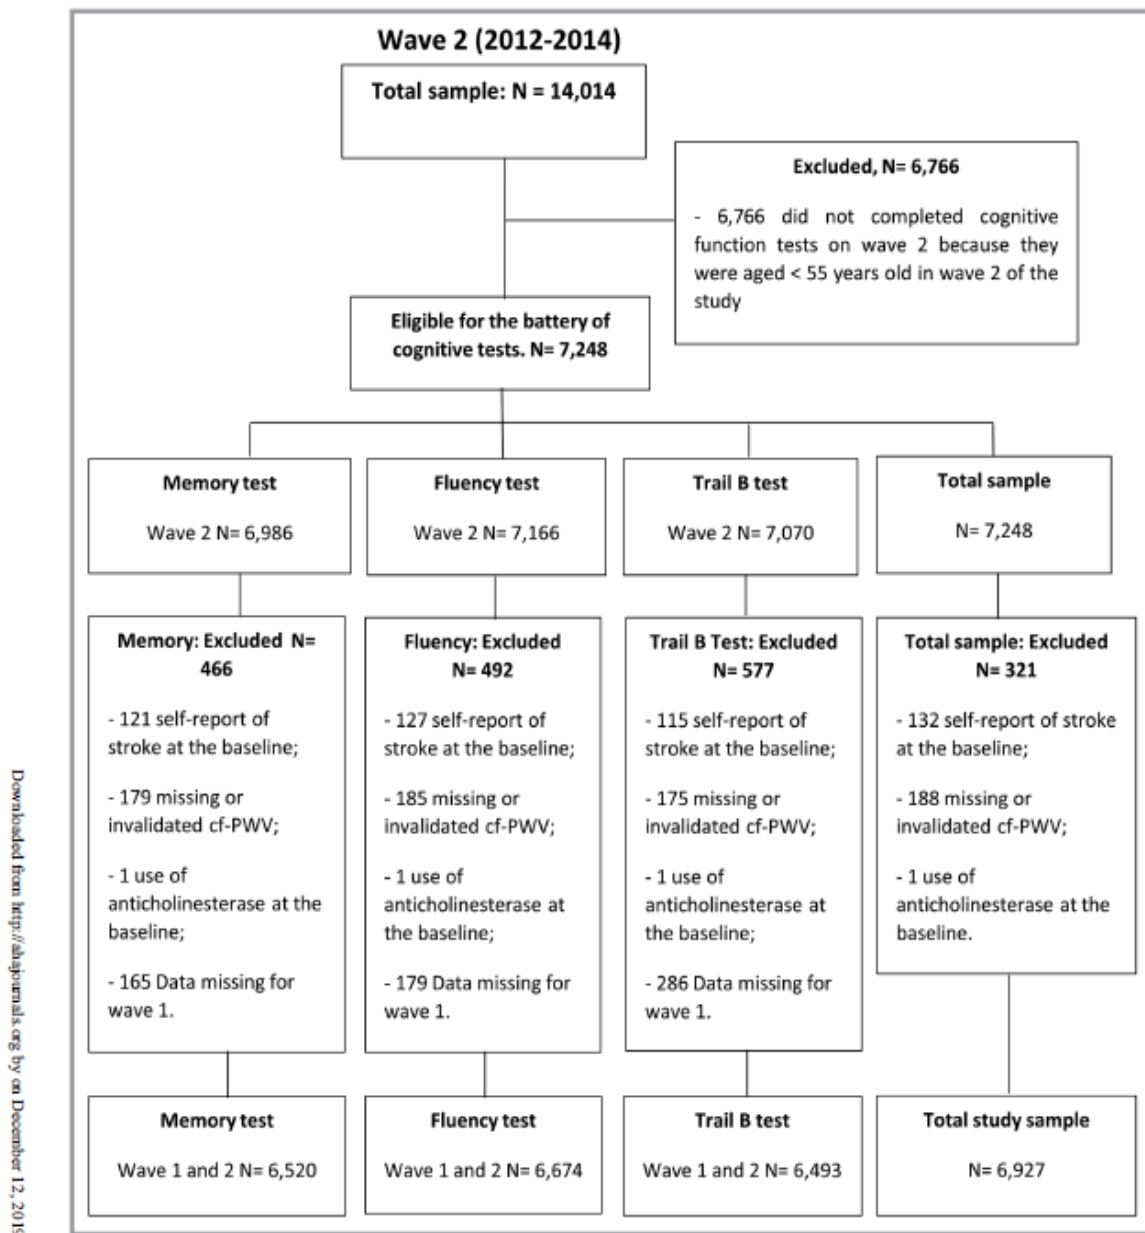 Wave 2 (2012-2014)
Total sample: N = 14,014
Excluded, N= 6,766
- 6,766 did not completed cognitive
function tests on wave 2 because they
were aged < 55 years old in wave 2 of the
study
Eligible for the battery of
cognitive tests. N= 7,248
Memory test
Wave 2 N= 6,986
Fluency test
Wave 2 N= 7,166
Trail B test
Wave 2 N= 7,070
Total sample
N= 7,248
Memory: Excluded N=
466
- 121 self-report of
stroke at the baseline;
- 179 missing or
invalidated cf-PWV;
- 1 use of
anticholinesterase at the
baseline;
- 165 Data missing for
wave 1.
Fluency: Excluded
N= 492
- 127 self-report of
stroke at the baseline;
- 185 missing or
invalidated cf-PWV;
- 1 use of
anticholinesterase at
the baseline;
- 179 Data missing for
wave 1.
Trail B Test: Excluded
N= 577
- 115 self-report of
stroke at the baseline;
- 175 missing or
invalidated cf-PWV;
- 1 use of
anticholinesterase at
the baseline;
- 286 Data missing for
wave 1.
Total sample: Excluded
N= 321
- 132 self-report of stroke
at the baseline;
- 188 missing or
invalidated cf-PWV;
- 1 use of
anticholinesterase at the
baseline.
Memory test
Wave 1 and 2 N= 6,520
Fluency test
Wave 1 and 2 N= 6,674
Trail B test
Wave 1 and 2 N= 6,493
Total study sample
N= 6,927
Downloaded from http://ahajournals.org by on December 12, 2019